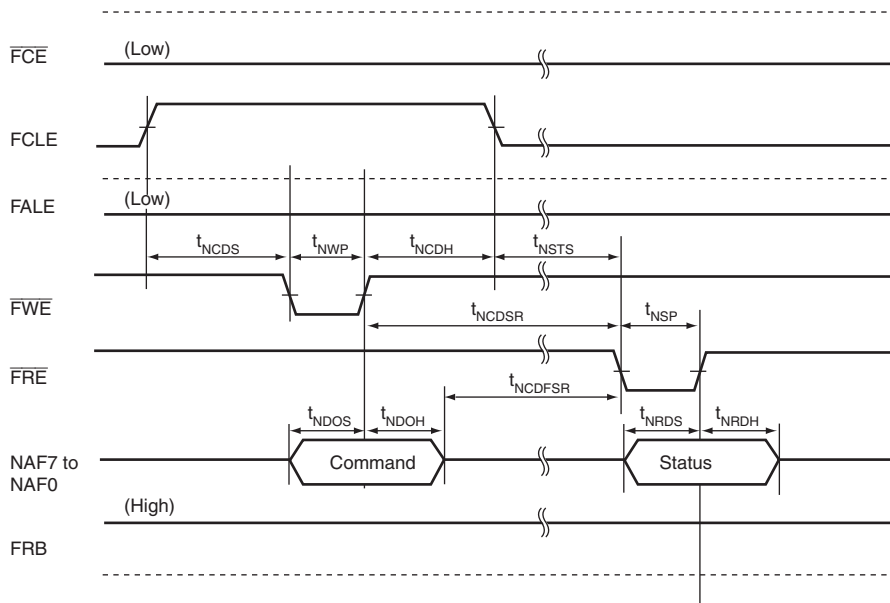 FCE
(Low)
FCLE
FALE
(Low)
tNCDS
tNWP
tNCDH
tNSTS
FWE
tNCDSR
tNSP
FRE
tNCDFSR
tNDOS
tNDOH
tNRDS
tNRDH
NAF7 to
NAF0
Command
Status
(High)
FRB